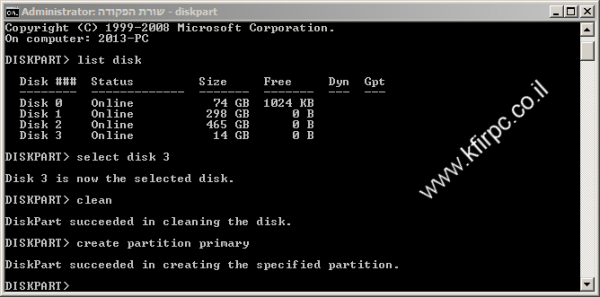 Administrator: שורת הפקודה - diskpart
Copyright (C) 1999-2008 Microsoft Corporation.
On computer: 2013-PC
DISKPART> list disk
Disk ### Status Size Free Dyn Gpt
-------- ------------- ------- ------- --- ---
Disk 0 Online 74 GB 1024 KB
Disk 1 Online 298 GB 0 B
Disk 2 Online 465 GB 0 B
Disk 3 Online 14 GB 0 B
DISKPART> select disk 3
Disk 3 is now the selected disk.
DISKPART> clean
DiskPart succeeded in cleaning the disk.
DISKPART> create partition primary
DiskPart succeeded in creating the specified partition.
DISKPART>
www.kfirpc.co.il